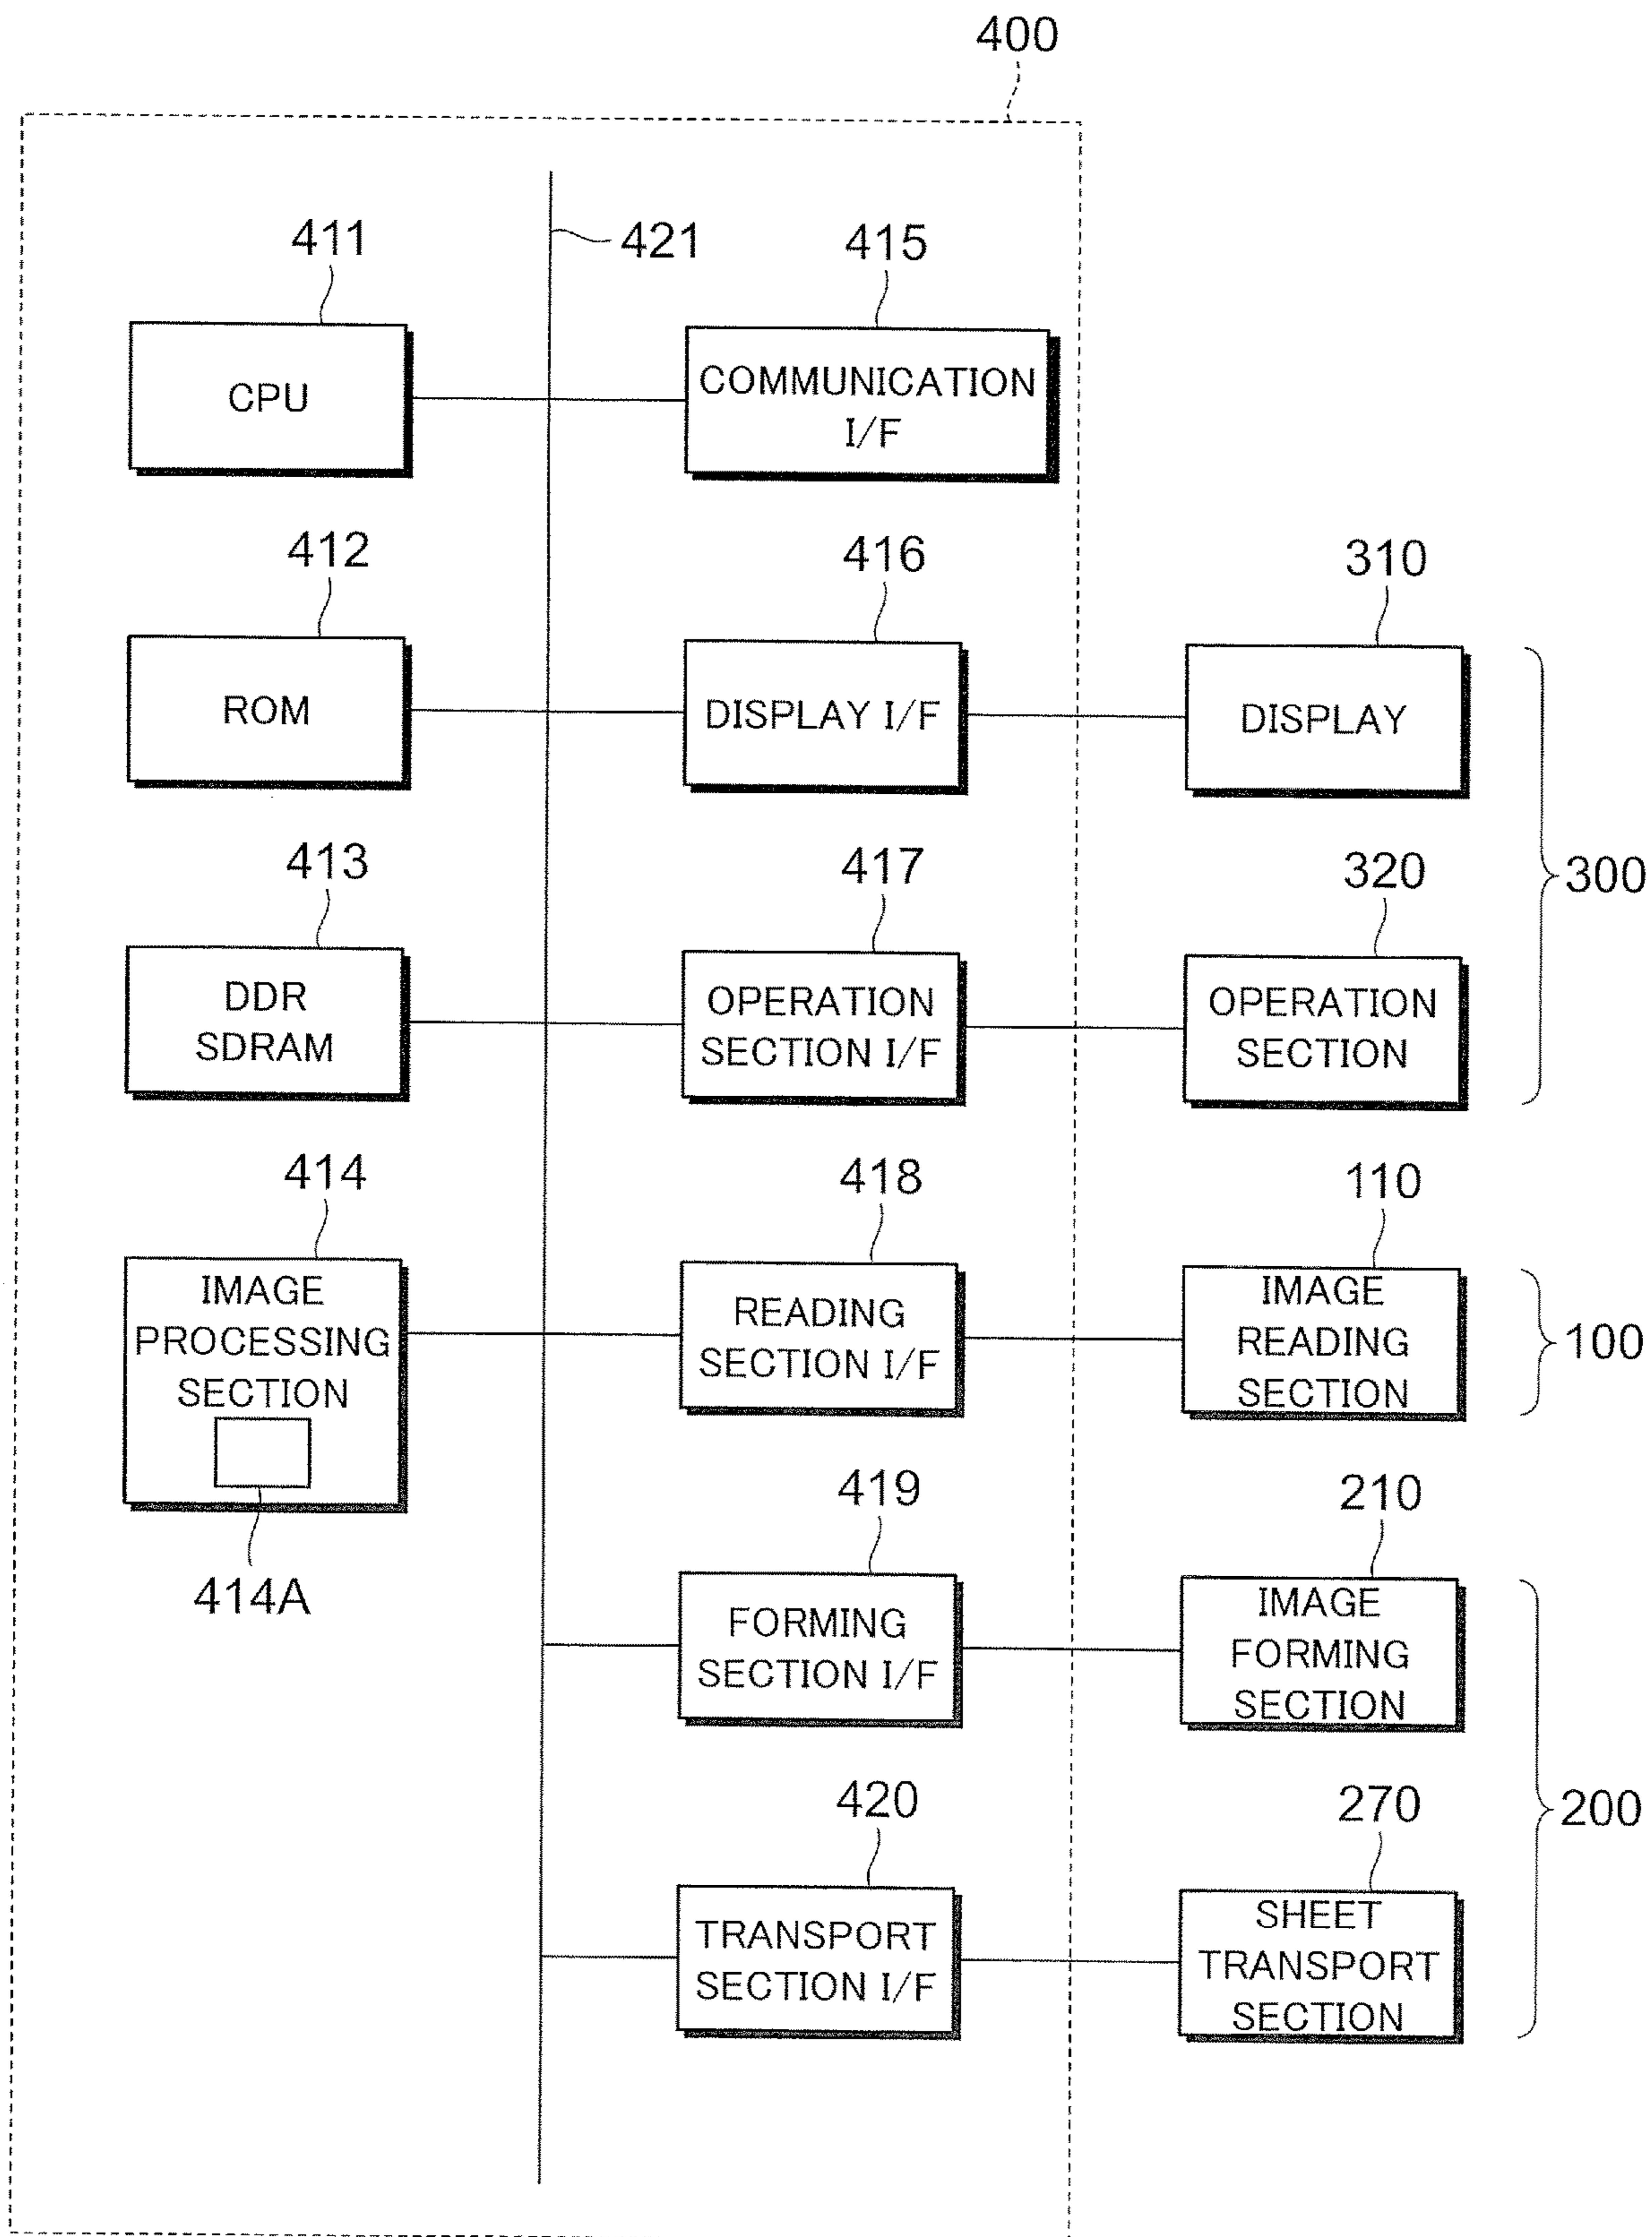 400
411
421
415
CPU
COMMUNICATION
I/F
412
416
310
ROM
DISPLAY I/F
DISPLAY
413
417
320
300
DDR
SDRAM
OPERATION
SECTION I/F
OPERATION
SECTION
414
418
110
IMAGE
PROCESSING
SECTION
READING
SECTION I/F
IMAGE
READING
SECTION
100
414A
419
210
FORMING
SECTION I/F
IMAGE
FORMING
SECTION
200
420
270
TRANSPORT
SECTION I/F
SHEET
TRANSPORT
SECTION